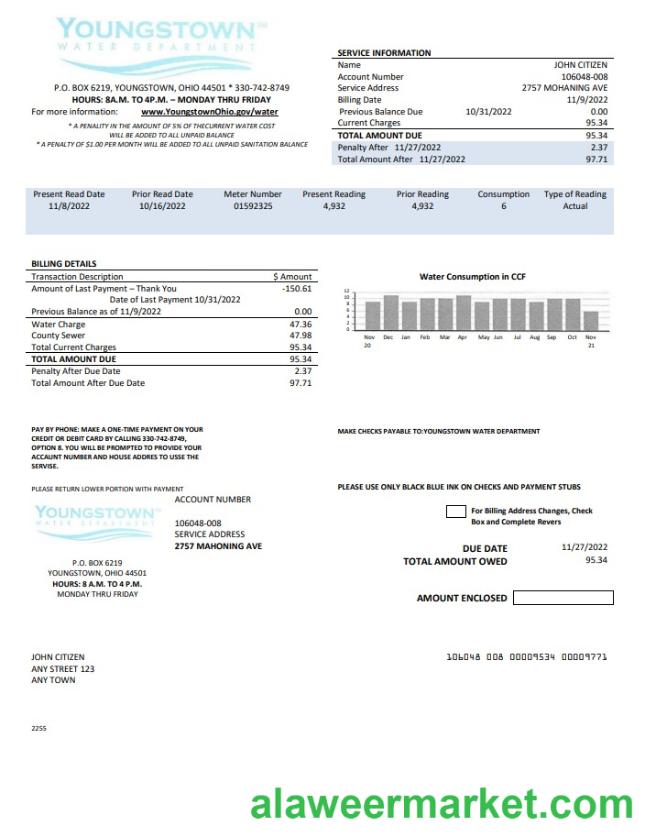 YOUNGSTOWN
WATER DEPARTMENT
P.O. BOX 6219, YOUNGSTOWN, OHIO 44501 * 330-742-8749
HOURS: 8A.M. TO 4P.M. – MONDAY THRU FRIDAY
For more information: www.YoungstownOhio.gov/water
* A PENALITY IN THE AMOUNT OF 5% OF THECURRENT WATER COST
WILL BE ADDED TO ALL UNPAID BALANCE
* A PENALTY OF $1.00 PER MONTH WILL BE ADDED TO ALL UNPAID SANITATION BALANCE
SERVICE INFORMATION
Name JOHN CITIZEN
Account Number 106048-008
Service Address 2757 MOHANING AVE
Billing Date 11/9/2022
Previous Balance Due 10/31/2022 0.00
Current Charges 95.34
TOTAL AMOUNT DUE 95.34
Penalty After 11/27/2022 2.37
Total Amount After 11/27/2022 97.71
Present Read Date Prior Read Date Meter Number Present Reading Prior Reading Consumption Type of Reading
11/8/2022 10/16/2022 01592325 4,932 4,932 6 Actual
BILLING DETAILS
Transaction Description $ Amount
Amount of Last Payment – Thank You -150.61
Date of Last Payment 10/31/2022
Previous Balance as of 11/9/2022 0.00
Water Charge 47.36
County Sewer 47.98
Total Current Charges 95.34
TOTAL AMOUNT DUE 95.34
Penalty After Due Date 2.37
Total Amount After Due Date 97.71
Water Consumption in CCF
12
10
8
6
4
2
0
Nov Dec Jan Feb Mar Apr May Jun Jul Aug Sep Oct Nov
20 21
PAY BY PHONE: MAKE A ONE-TIME PAYMENT ON YOUR
CREDIT OR DEBIT CARD BY CALLING 330-742-8749,
OPTION 8. YOU WILL BE PROMPTED TO PROVIDE YOUR
ACCAUNT NUMBER AND HOUSE ADDRES TO USSE THE
SERVISE.
MAKE CHECKS PAYABLE TO:YOUNGSTOWN WATER DEPARTMENT
PLEASE RETURN LOWER PORTION WITH PAYMENT
PLEASE USE ONLY BLACK BLUE INK ON CHECKS AND PAYMENT STUBS
YOUNGSTOWN
WATER DEPARTMENT
ACCOUNT NUMBER
106048-008
SERVICE ADDRESS
2757 MAHONING AVE
P.O. BOX 6219
YOUNGSTOWN, OHIO 44501
HOURS: 8 A.M. TO 4 P.M.
MONDAY THRU FRIDAY
For Billing Address Changes, Check
Box and Complete Revers
DUE DATE 11/27/2022
TOTAL AMOUNT OWED 95.34
AMOUNT ENCLOSED
JOHN CITIZEN
ANY STREET 123
ANY TOWN
106048 008 00009534 00009771
2255
alaweermarket.com